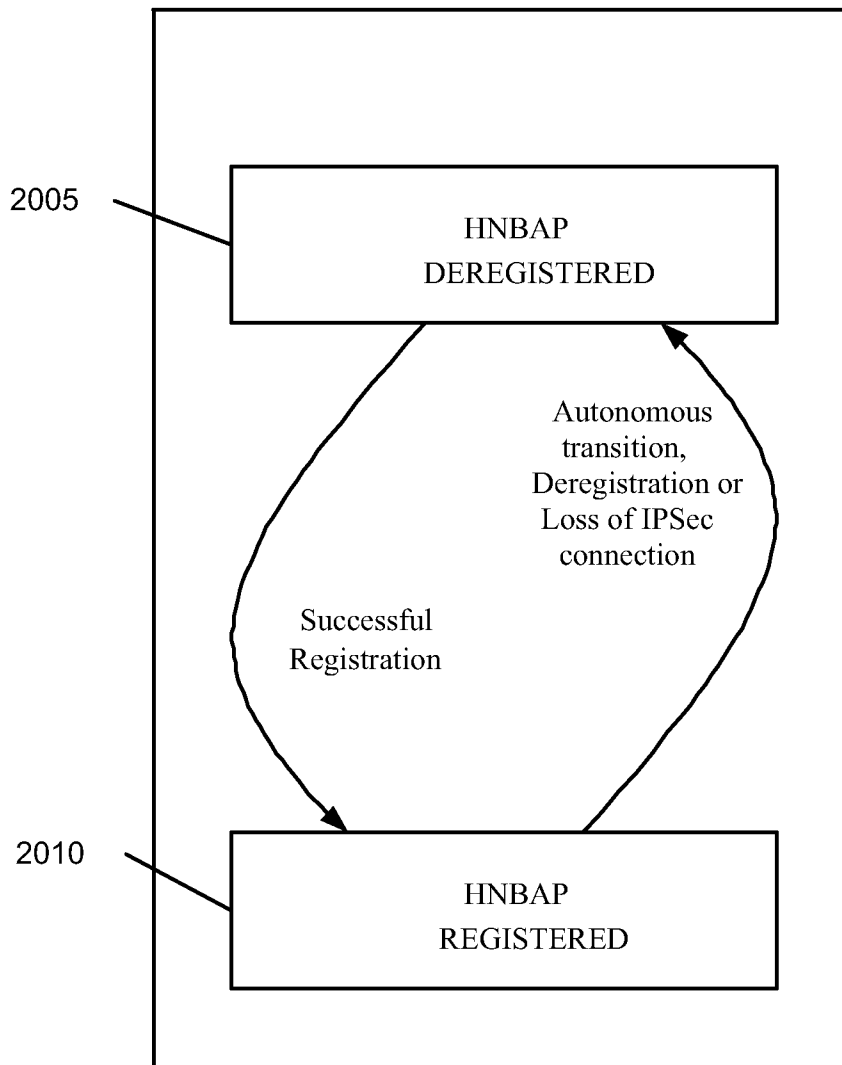 2005
HNBAP
DEREGISTERED
Autonomous
transition,
Deregistration or
Loss of IPSec
connection
Successful
Registration
2010
HNBAP
REGISTERED